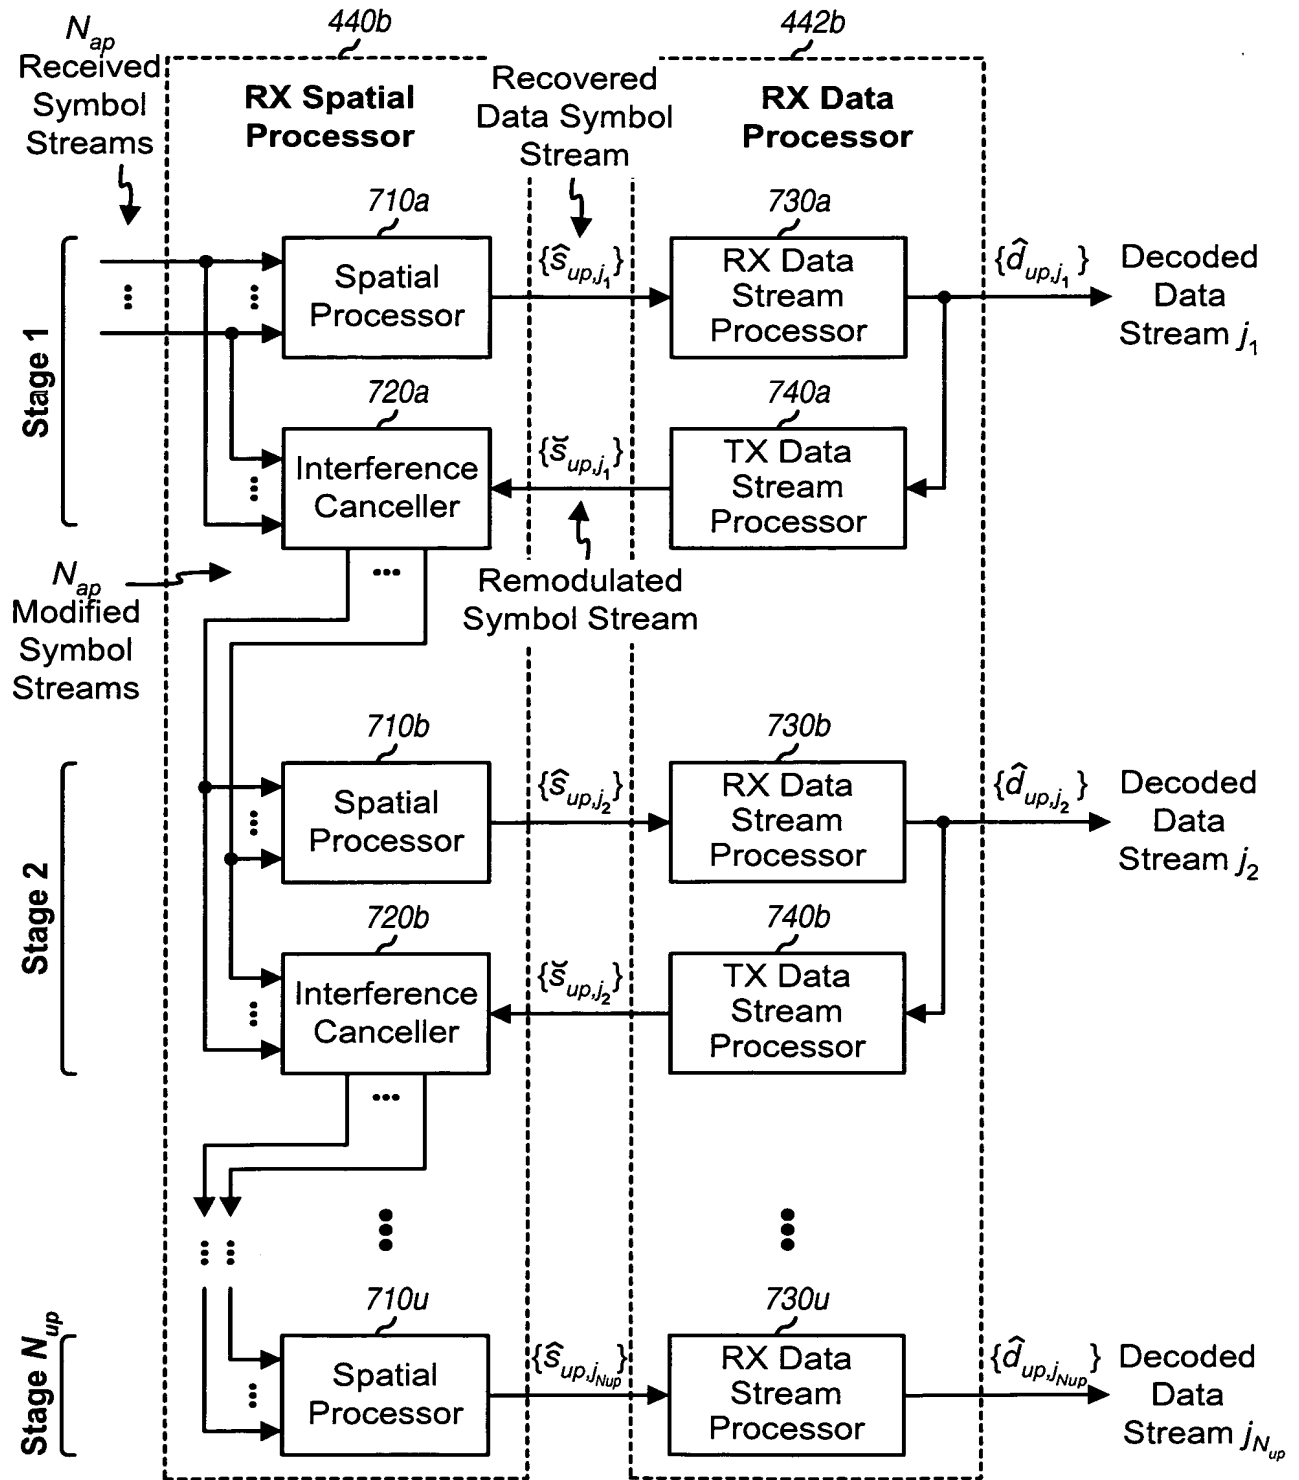 440b
442b
N_ap
Received
Symbol
Streams
RX Spatial
Processor
Recovered
Data Symbol
Stream
RX Data
Processor
Stage 1
710a
Spatial
Processor
{ŝ_up,j₁}
730a
RX Data
Stream
Processor
{d̂_up,j₁}
Decoded
Data
Stream j₁
720a
Interference
Canceller
{s̆_up,j₁}
740a
TX Data
Stream
Processor
N_ap
Modified
Symbol
Streams
Remodulated
Symbol Stream
Stage 2
710b
Spatial
Processor
{ŝ_up,j₂}
730b
RX Data
Stream
Processor
{d̂_up,j₂}
Decoded
Data
Stream j₂
720b
Interference
Canceller
{s̆_up,j₂}
740b
TX Data
Stream
Processor
Stage N_up
710u
Spatial
Processor
{ŝ_up,j_Nup}
730u
RX Data
Stream
Processor
{d̂_up,j_Nup}
Decoded
Data
Stream j_N_up